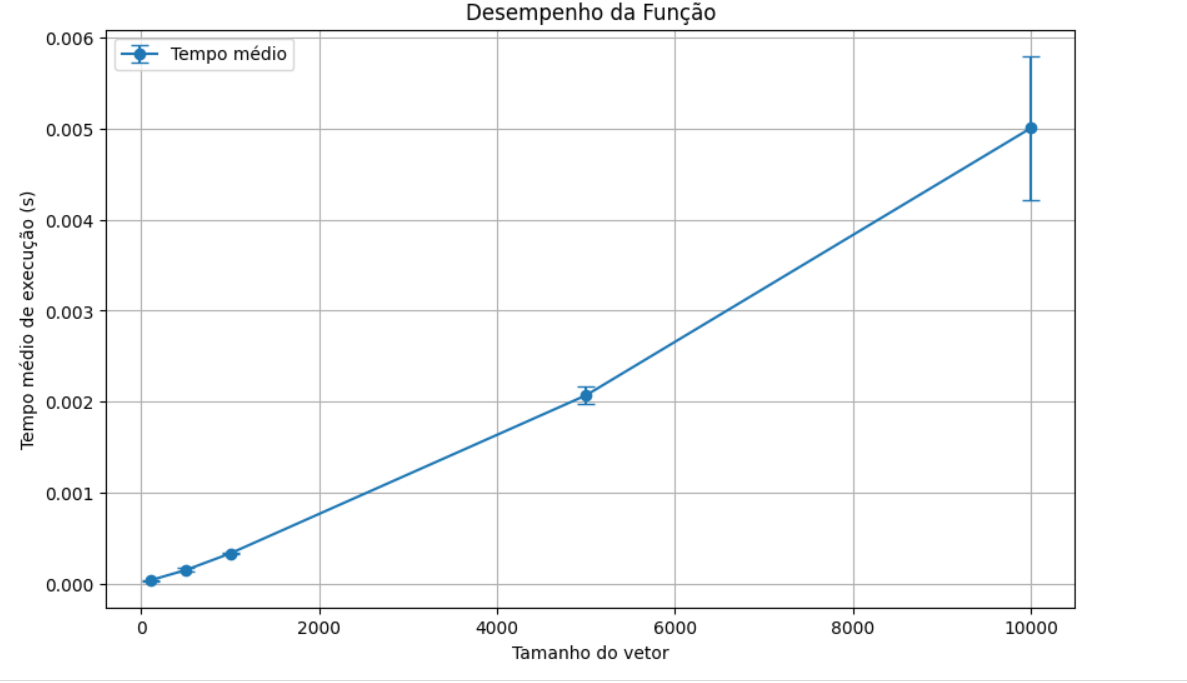 Desempenho da Função
0.006
0.005
0.004
0.003
0.002
0.001
0.000
Tempo médio de execução (s)
Tempo médio
0 2000 4000 6000 8000 10000
Tamanho do vetor